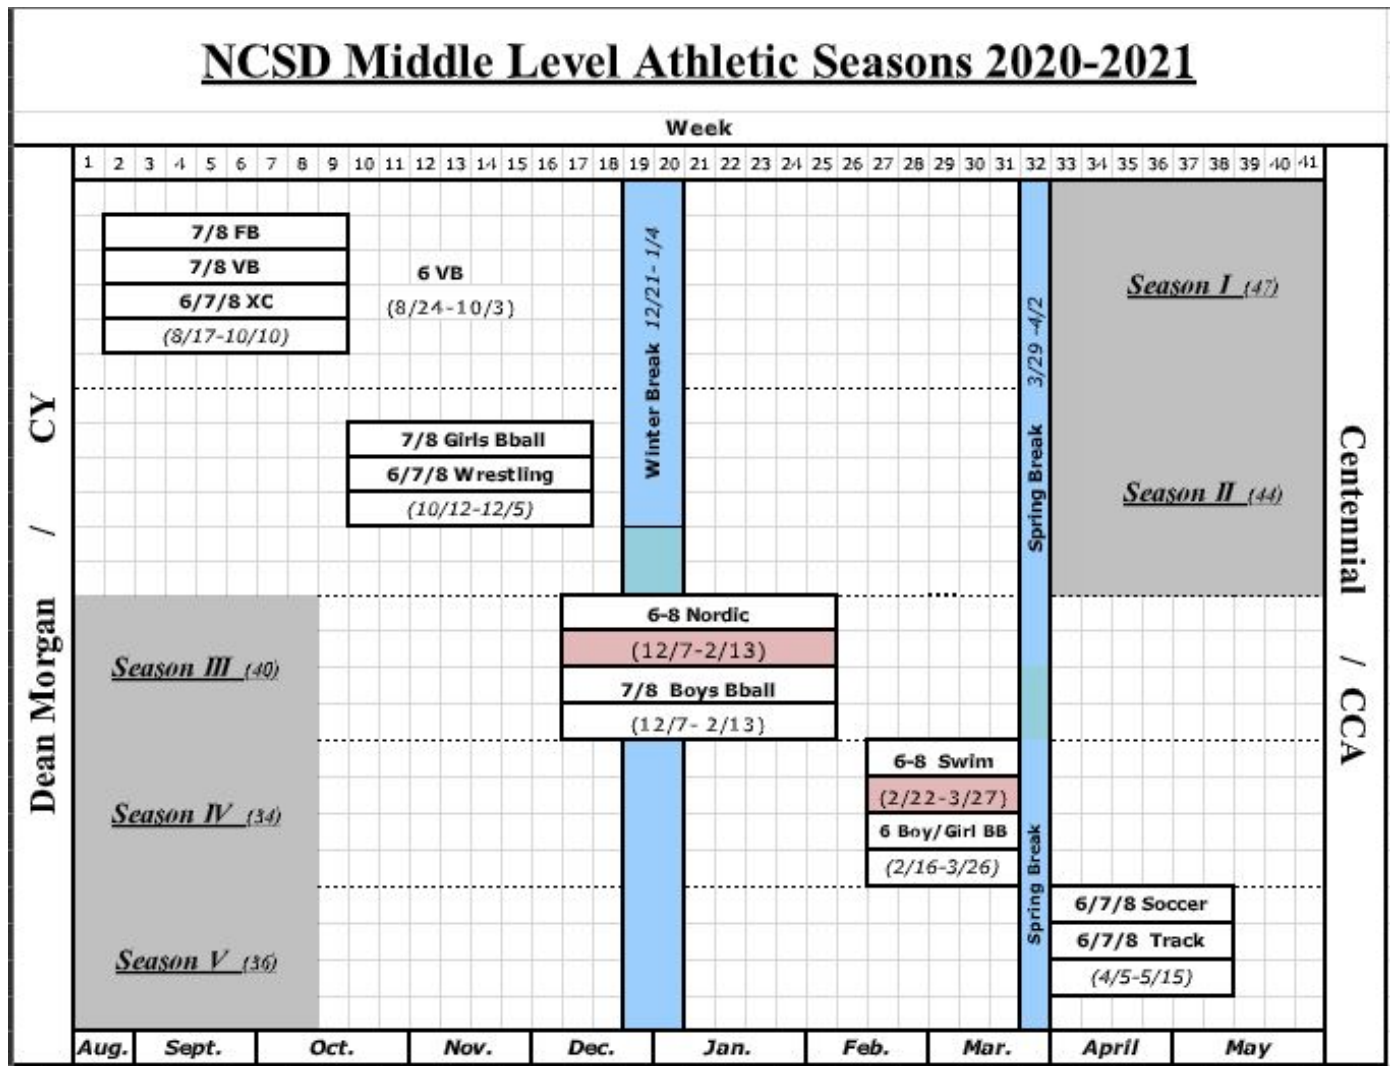 NCSD Middle Level Athletic Seasons 2020-2021
Week
1 2 3 4 5 6 7 8 9 10 11 12 13 14 15 16 17 18 19 20 21 22 23 24 25 26 27 28 29 30 31 32 33 34 35 36 37 38 39 40 41
Dean Morgan / CY
7/8 FB
7/8 VB
6/7/8 XC
(8/17-10/10)
6 VB
(8/24-10/3)
Winter Break 12/21- 1/4
Spring Break 3/29 -4/2
Season I (47)
7/8 Girls Bball
6/7/8 Wrestling
(10/12-12/5)
Season II (44)
Centennial / CCA
Season III (40)
6-8 Nordic
(12/7-2/13)
7/8 Boys Bball
(12/7- 2/13)
Season IV (34)
6-8 Swim
(2/22-3/27)
6 Boy/Girl BB
(2/16-3/26)
Spring Break
Season V (36)
6/7/8 Soccer
6/7/8 Track
(4/5-5/15)
Aug. Sept. Oct. Nov. Dec. Jan. Feb. Mar. April May